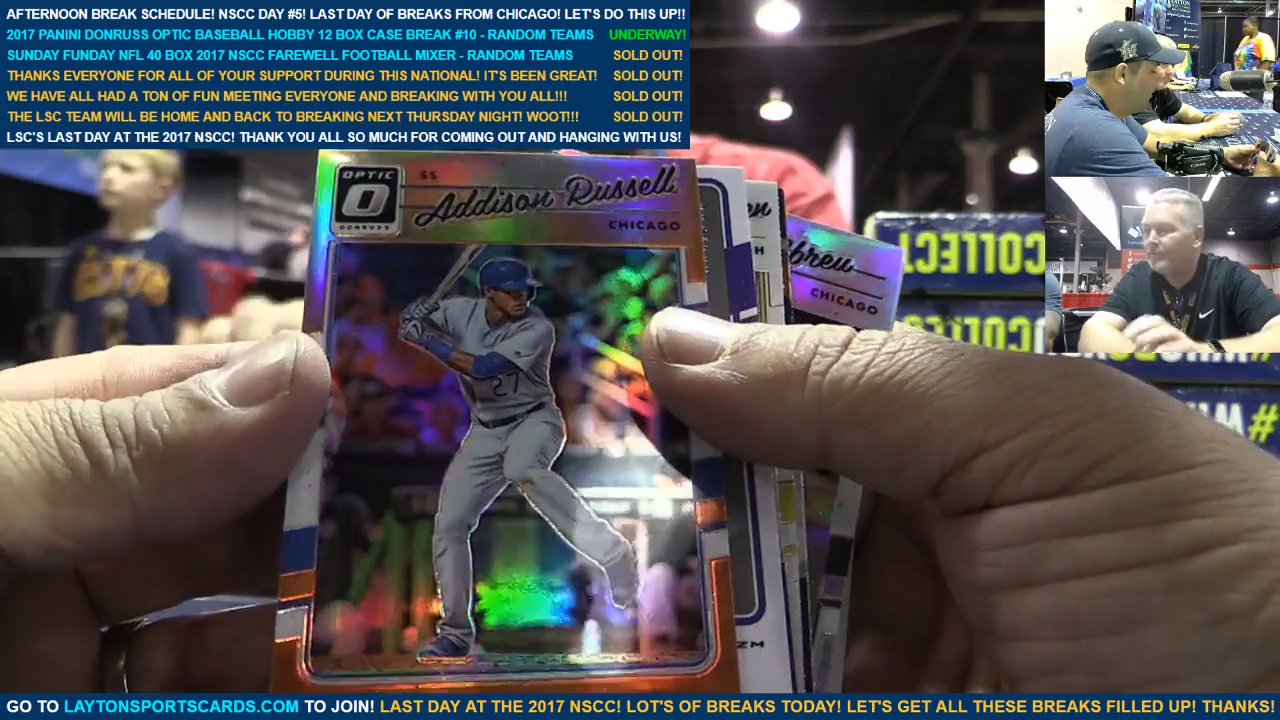 AFTERNOON BREAK SCHEDULE! NSCC DAY #5! LAST DAY OF BREAKS FROM CHICAGO! LET'S DO THIS UP!!
2017 PANINI DONRUSS OPTIC BASEBALL HOBBY 12 BOX CASE BREAK #10 - RANDOM TEAMS UNDERWAY!
SUNDAY FUNDAY NFL 40 BOX 2017 NSCC FAREWELL FOOTBALL MIXER - RANDOM TEAMS SOLD OUT!
THANKS EVERYONE FOR ALL OF YOUR SUPPORT DURING THIS NATIONAL! IT'S BEEN GREAT! SOLD OUT!
WE HAVE ALL HAD A TON OF FUN MEETING EVERYONE AND BREAKING WITH YOU ALL!!! SOLD OUT!
THE LSC TEAM WILL BE HOME AND BACK TO BREAKING NEXT THURSDAY NIGHT! WOOT!!! SOLD OUT!
LSC'S LAST DAY AT THE 2017 NSCC! THANK YOU ALL SO MUCH FOR COMING OUT AND HANGING WITH US!
OPTIC
O
DONRUSS
SS
Addison Russell
CHICAGO
27
breu
CHICAGO
COLLECT
GO TO LAYTONSPORTSCARDS.COM TO JOIN! LAST DAY AT THE 2017 NSCC! LOT'S OF BREAKS TODAY! LET'S GET ALL THESE BREAKS FILLED UP! THANKS!